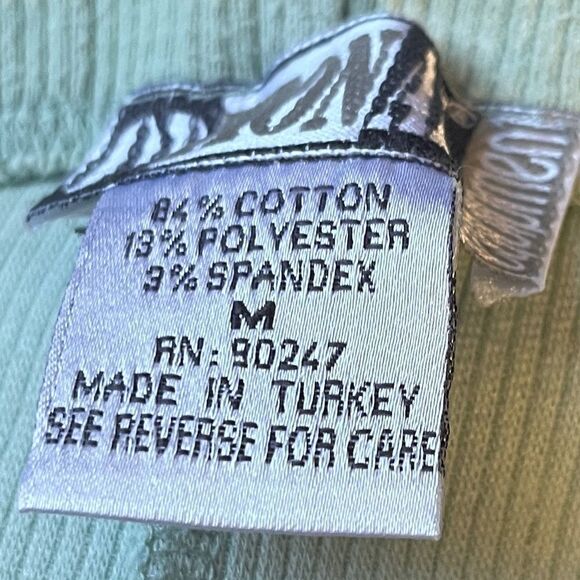 84% COTTON
13% POLYESTER
3% SPANDEX
M
RN: 90247
MADE IN TURKEY
SEE REVERSE FOR CARE